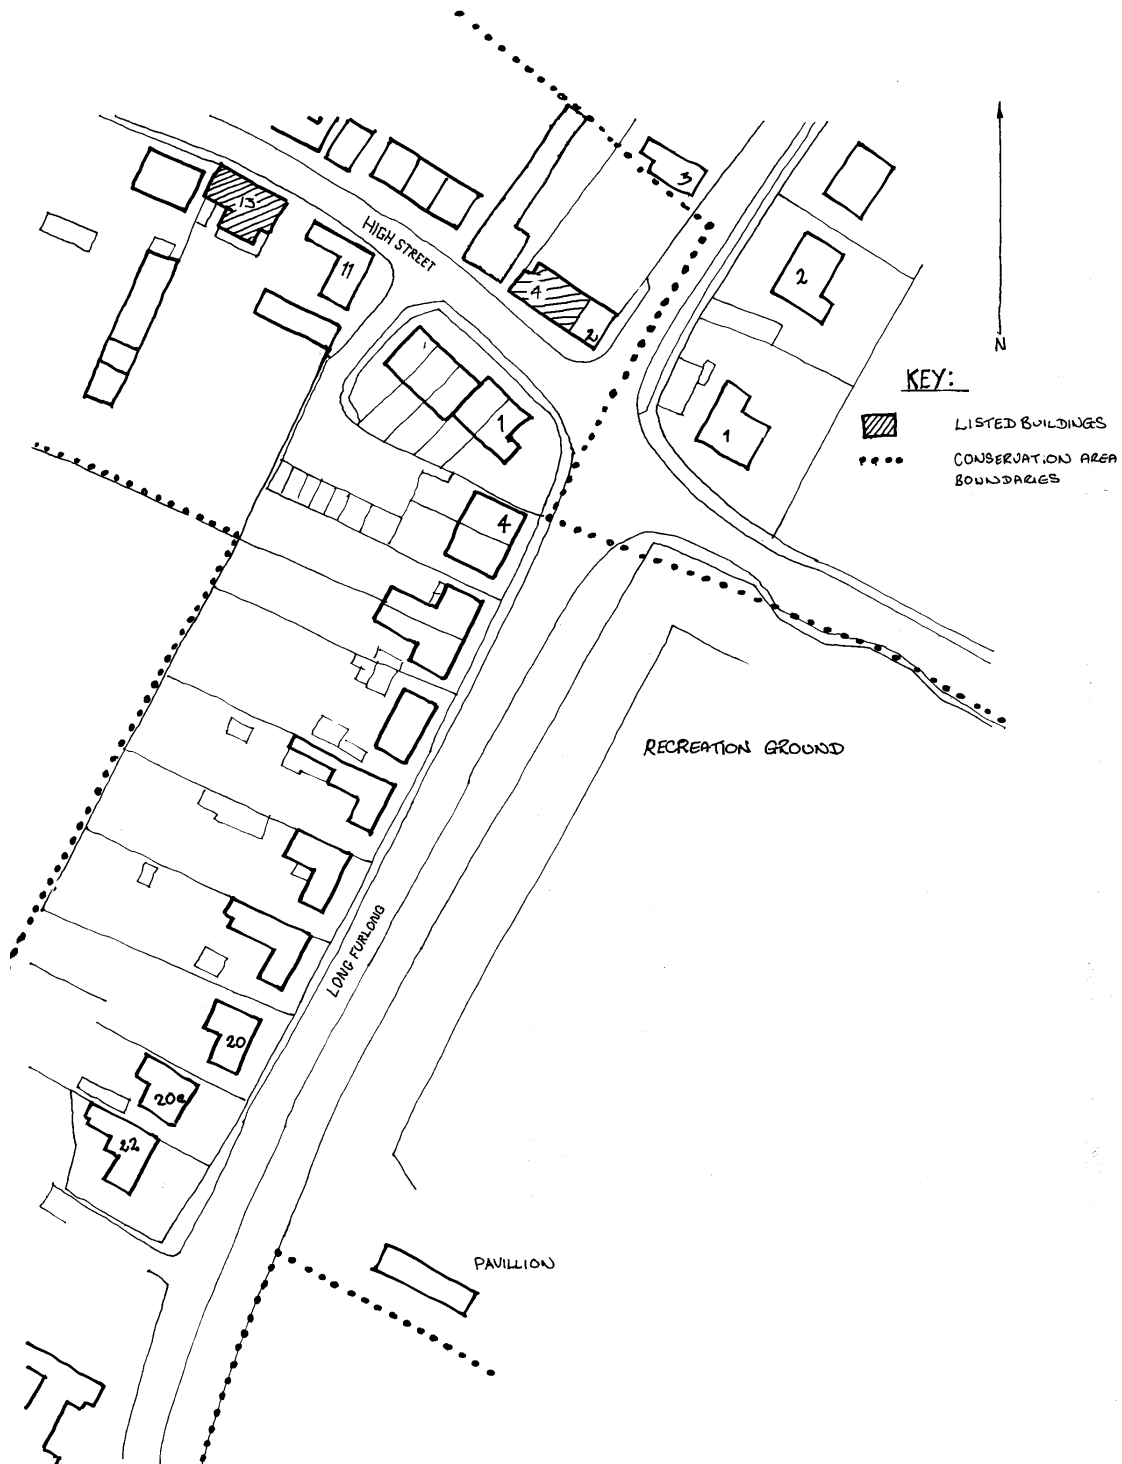 3
13
HIGH STREET
11
2
4
2
N
KEY:
LISTED BUILDINGS
CONSERVATION AREA
BOUNDARIES
1
1
4
RECREATION GROUND
LONG FURLONG
20
20a
22
PAVILLION